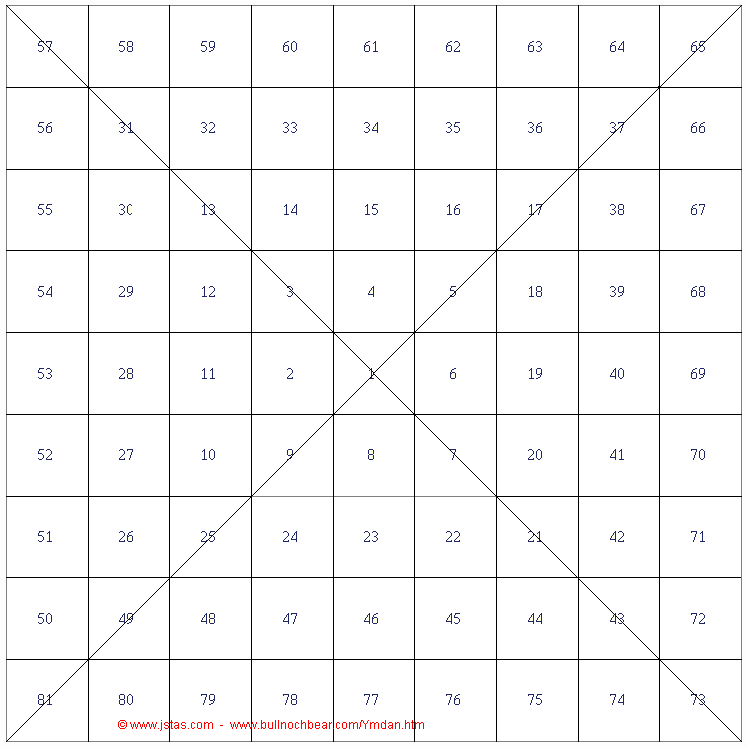 57 58 59 60 61 62 63 64 65
56 31 32 33 34 35 36 37 66
55 30 13 14 15 16 17 38 67
54 29 12 3 4 5 18 39 68
53 28 11 2 1 6 19 40 69
52 27 10 9 8 7 20 41 70
51 26 25 24 23 22 21 42 71
50 49 48 47 46 45 44 43 72
81 80 79 78 77 76 75 74 73
© www.jstas.com - www.bullnochbear.com/Ymdan.htm